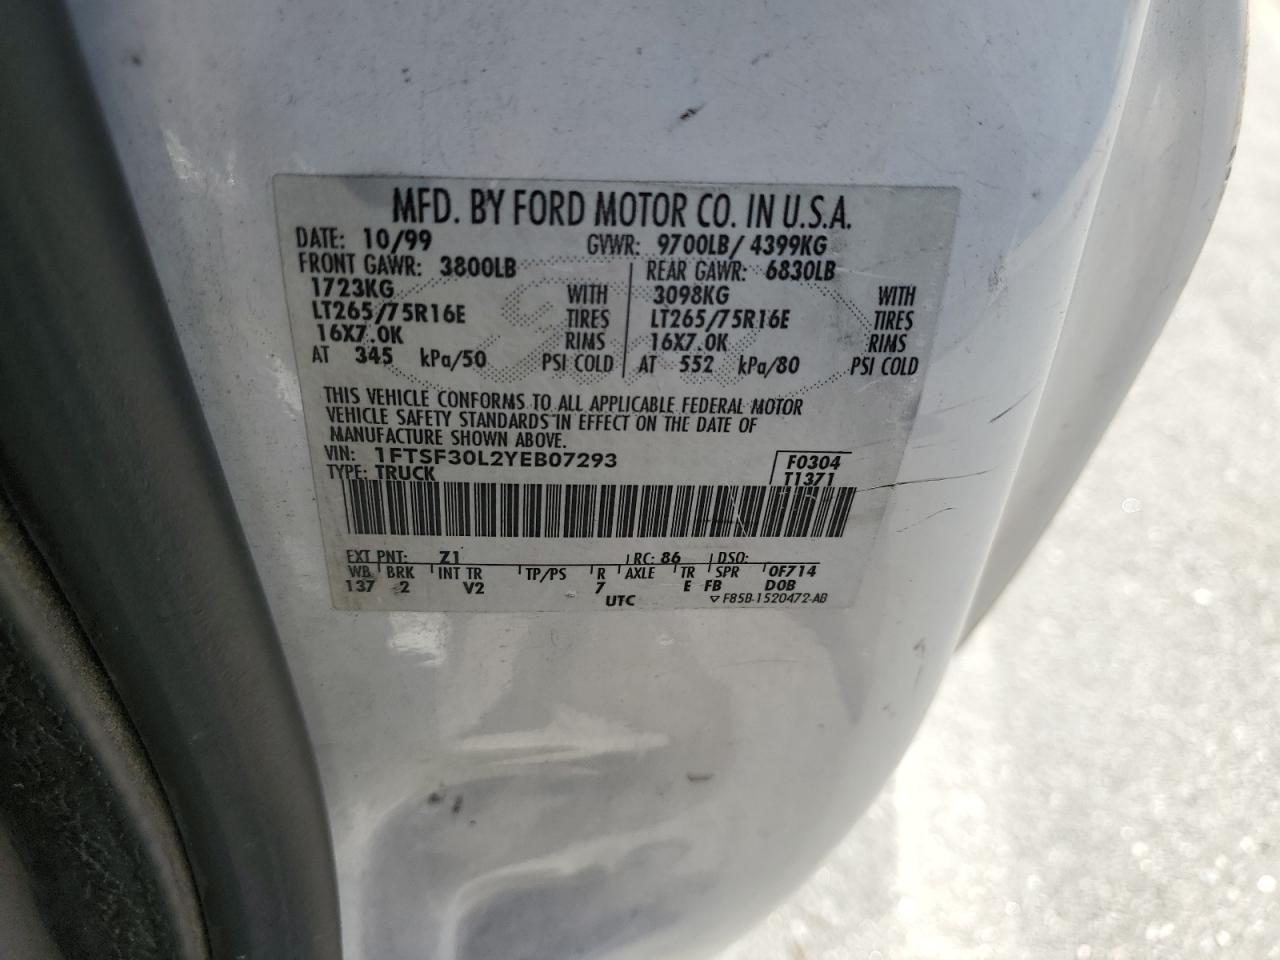 MFD. BY FORD MOTOR CO. IN U.S.A.
DATE: 10/99 GVWR: 9700LB/ 4399KG
FRONT GAWR: 3800LB REAR GAWR: 6830LB
1723KG WITH 3098KG WITH
LT265/75R16E TIRES LT265/75R16E TIRES
16X7.0K RIMS 16X7.0K RIMS
AT 345 kPa/50 PSI COLD AT 552 kPa/80 PSI COLD
THIS VEHICLE CONFORMS TO ALL APPLICABLE FEDERAL MOTOR
VEHICLE SAFETY STANDARDS IN EFFECT ON THE DATE OF
MANUFACTURE SHOWN ABOVE.
VIN: 1FTSF30L2YEB07293 F0304
TYPE: TRUCK T1371
EXT PNT: Z1 RC: 86 DSO:
WB BRK INT TR TP/PS R AXLE TR SPR 0F714
137 2 V2 7 E FB DOB
UTC ▽ F85B-1520472-AB